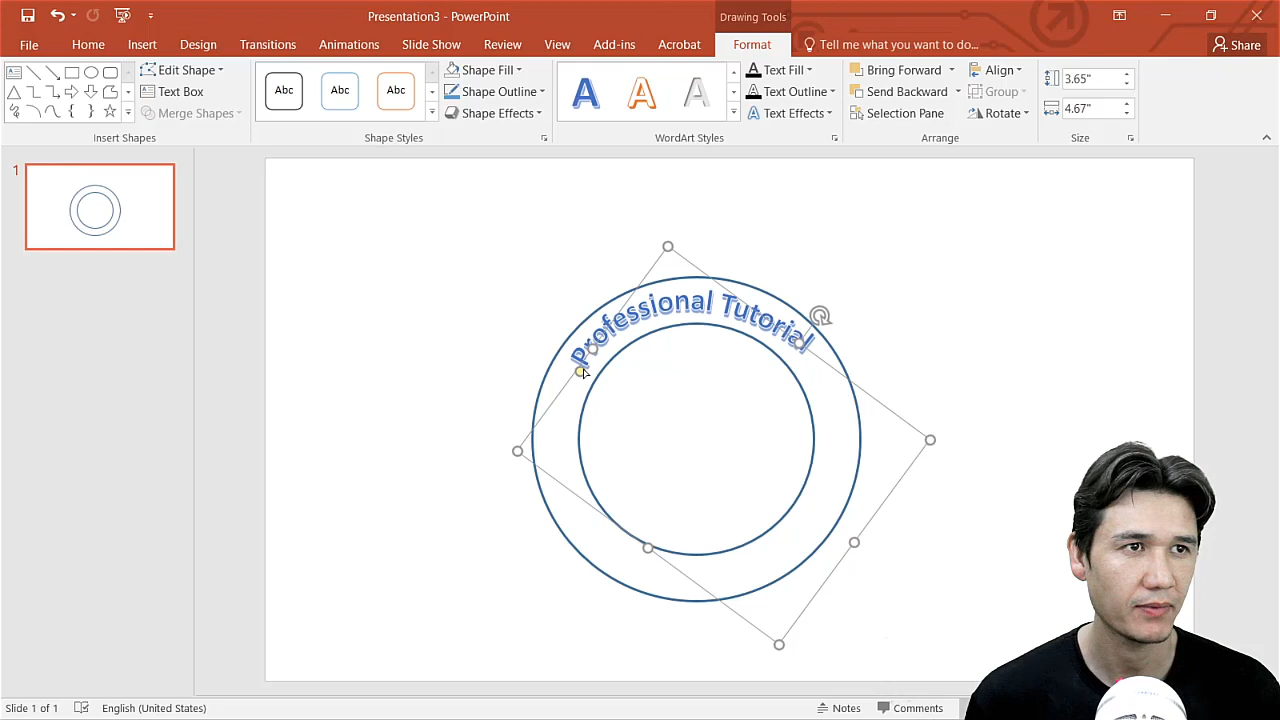 Presentation3 - PowerPoint
Drawing Tools
File Home Insert Design Transitions Animations Slide Show Review View Add-ins Acrobat Format Tell me what you want to do... Share
Edit Shape
Text Box
Merge Shapes
Insert Shapes
Abc Abc Abc
Shape Fill
Shape Outline
Shape Effects
Shape Styles
A A A
Text Fill
Text Outline
Text Effects
WordArt Styles
Bring Forward
Send Backward
Selection Pane
Align
Group
Rotate
Arrange
3.65"
4.67"
Size
1
Professional Tutorial
Slide 1 of 1 English (United States) Notes Comments